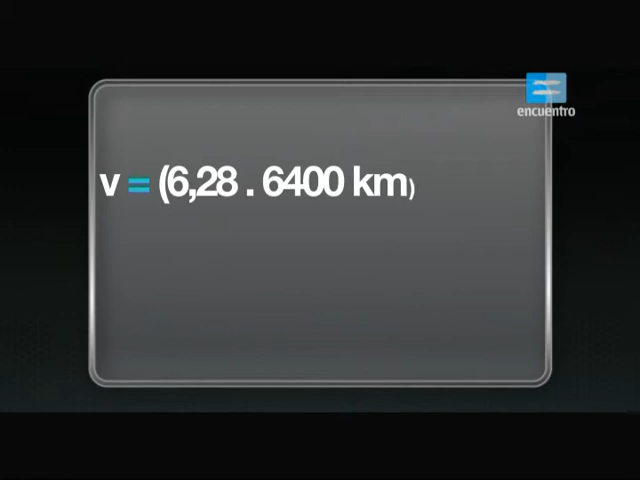 encuentro
v = (6,28 . 6400 km)